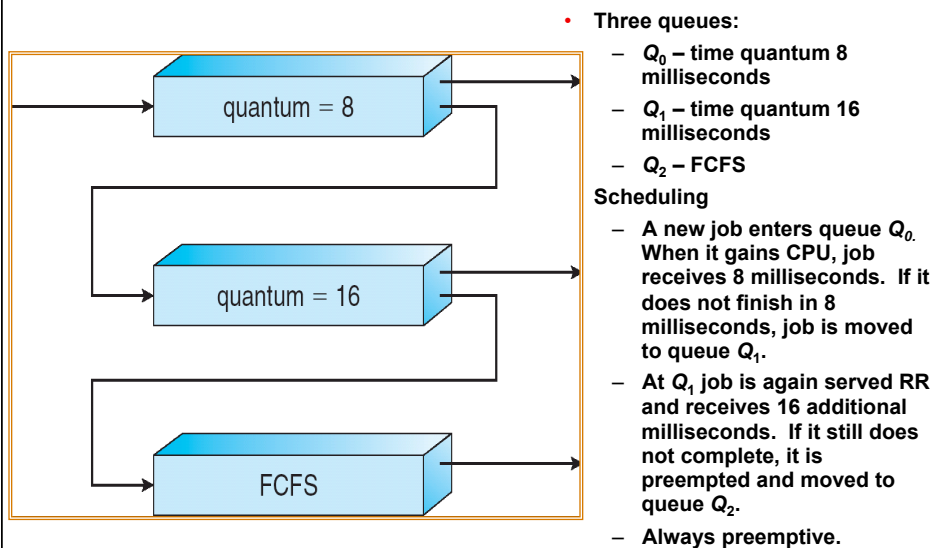 quantum = 8
quantum = 16
FCFS
• Three queues:
– Q₀ – time quantum 8
milliseconds
– Q₁ – time quantum 16
milliseconds
– Q₂ – FCFS
Scheduling
– A new job enters queue Q₀.
When it gains CPU, job
receives 8 milliseconds. If it
does not finish in 8
milliseconds, job is moved
to queue Q₁.
– At Q₁ job is again served RR
and receives 16 additional
milliseconds. If it still does
not complete, it is
preempted and moved to
queue Q₂.
– Always preemptive.